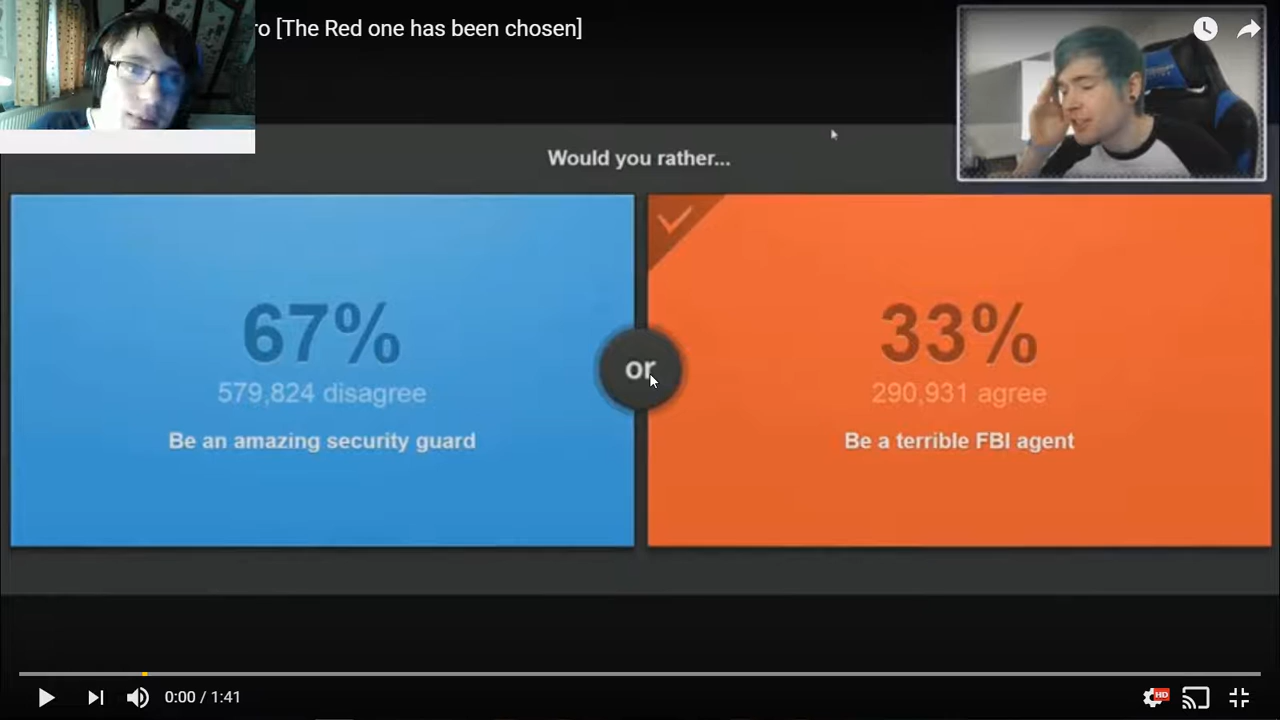 ro [The Red one has been chosen]
Would you rather...
67%
579,824 disagree
Be an amazing security guard
or
33%
290,931 agree
Be a terrible FBI agent
0:00 / 1:41
HD